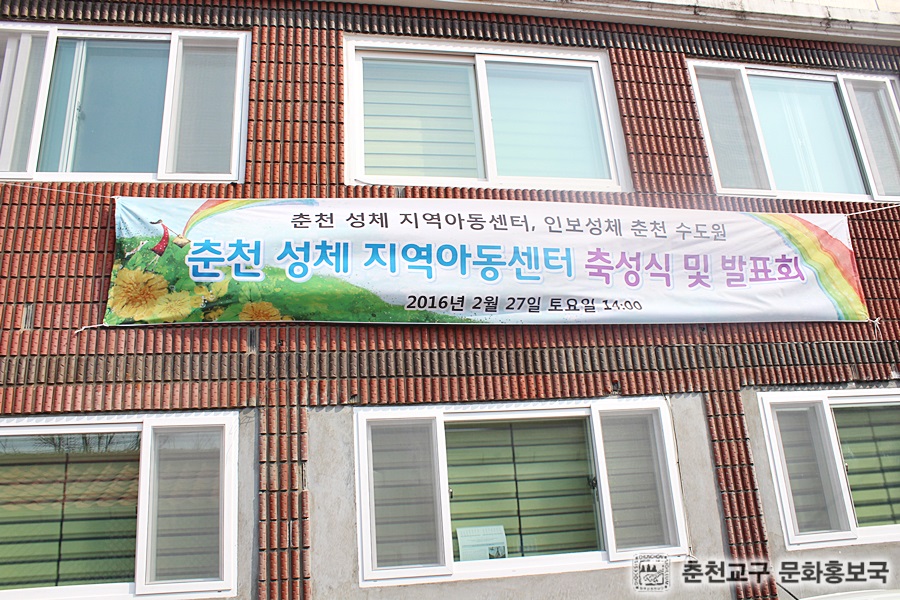 춘천 성체 지역아동센터, 인보성체 춘천 수도원
춘천 성체 지역아동센터 축성식 및 발표회
2016년 2월 27일 토요일 14:00
춘천교구 문화홍보국